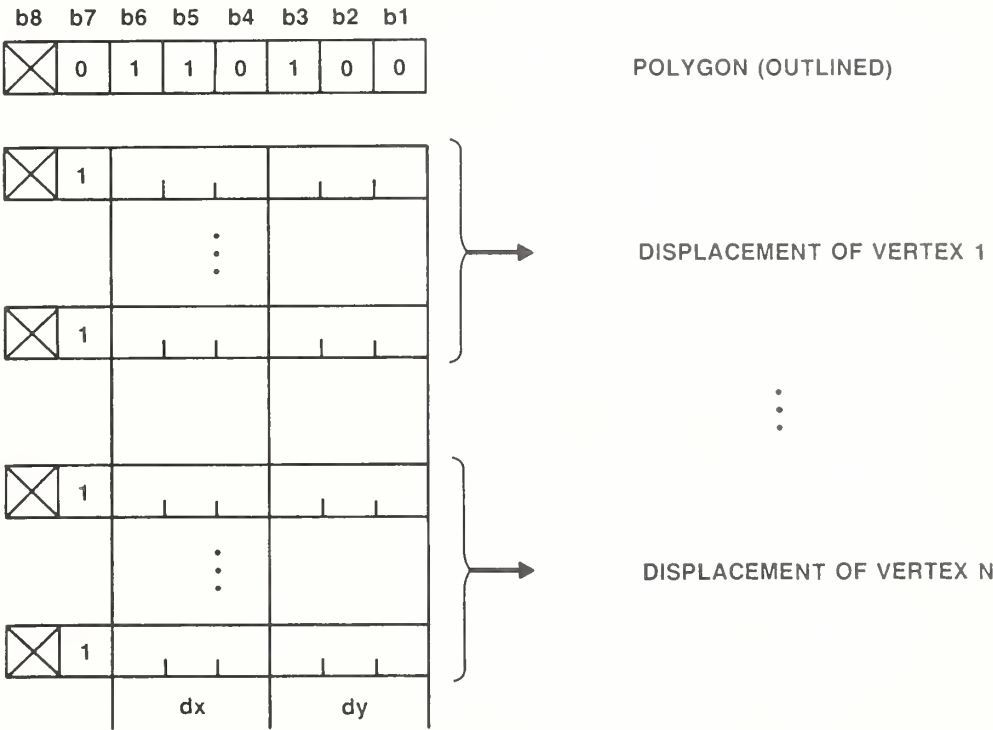 b8 b7 b6 b5 b4 b3 b2 b1
0 1 1 0 1 0 0 POLYGON (OUTLINED)
1
DISPLACEMENT OF VERTEX 1
1
1
DISPLACEMENT OF VERTEX N
1
dx dy